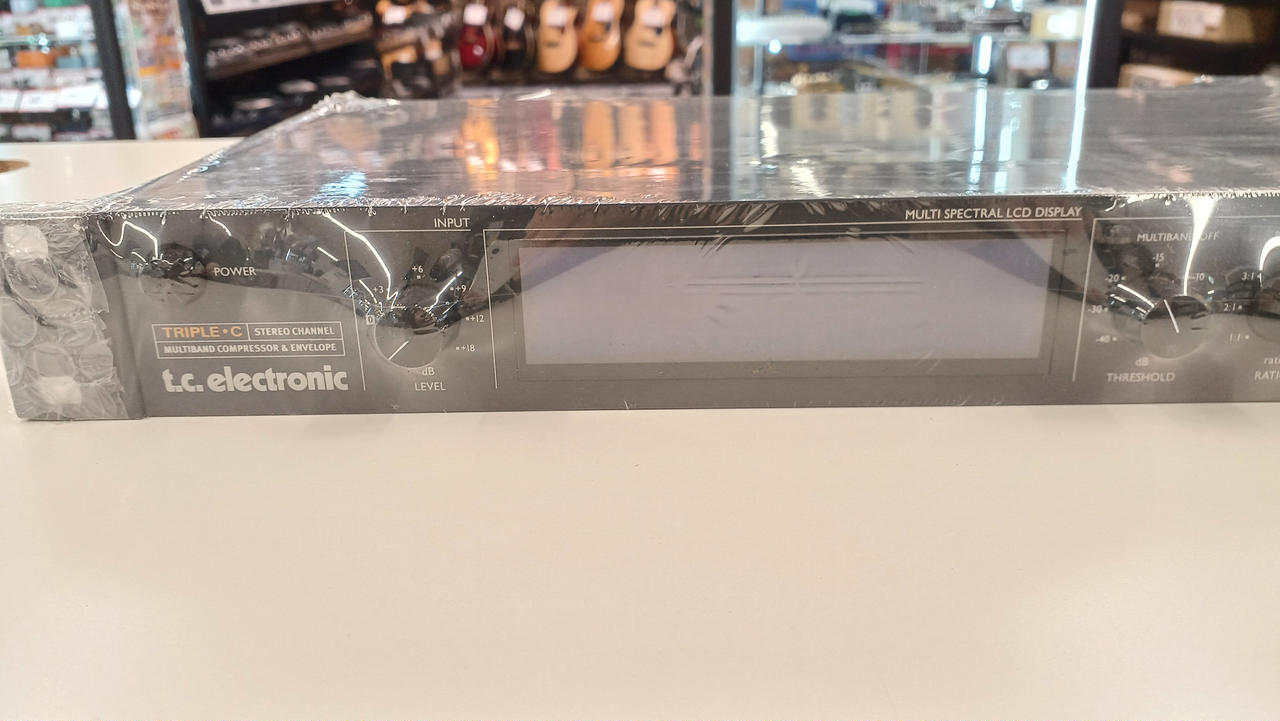 INPUT
MULTI SPECTRAL LCD DISPLAY
POWER
TRIPLE•C STEREO CHANNEL
MULTIBAND COMPRESSOR & ENVELOPE
t.c. electronic
+3
+6
+9
+12
+18
0
dB
LEVEL
OFF
-15
-20
-10
-30
-40
dB
THRESHOLD
3:1
2:1
1:1